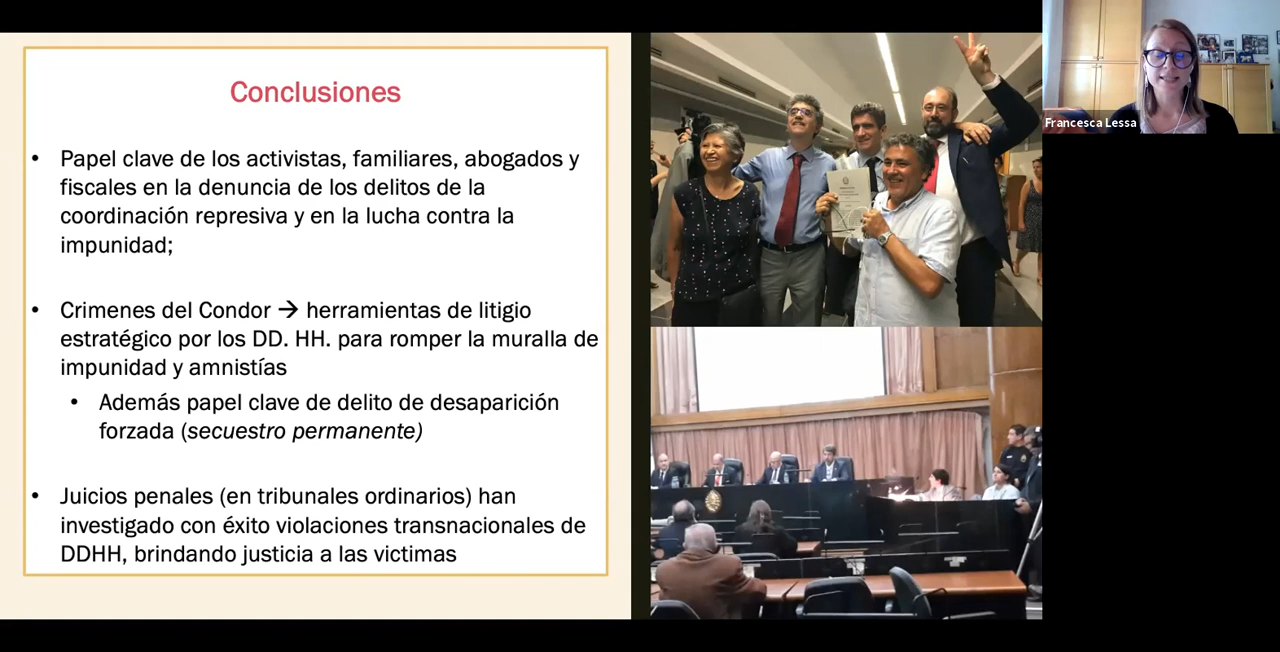 Conclusiones
• Papel clave de los activistas, familiares, abogados y
fiscales en la denuncia de los delitos de la
coordinación represiva y en la lucha contra la
impunidad;
• Crimenes del Condor → herramientas de litigio
estratégico por los DD. HH. para romper la muralla de
impunidad y amnistías
• Además papel clave de delito de desaparición
forzada (secuestro permanente)
• Juicios penales (en tribunales ordinarios) han
investigado con éxito violaciones transnacionales de
DDHH, brindando justicia a las victimas
Francesca Lessa